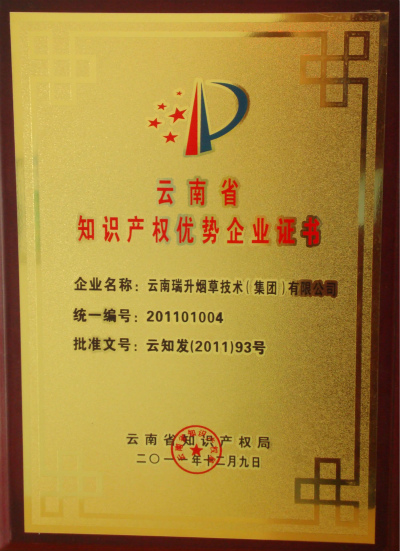 云南省
知识产权优势企业证书
企业名称：云南瑞升烟草技术（集团）有限公司
统一编号：201101004
批准文号：云知发(2011)93号
云南省知识产权局
二〇一一年十二月九日